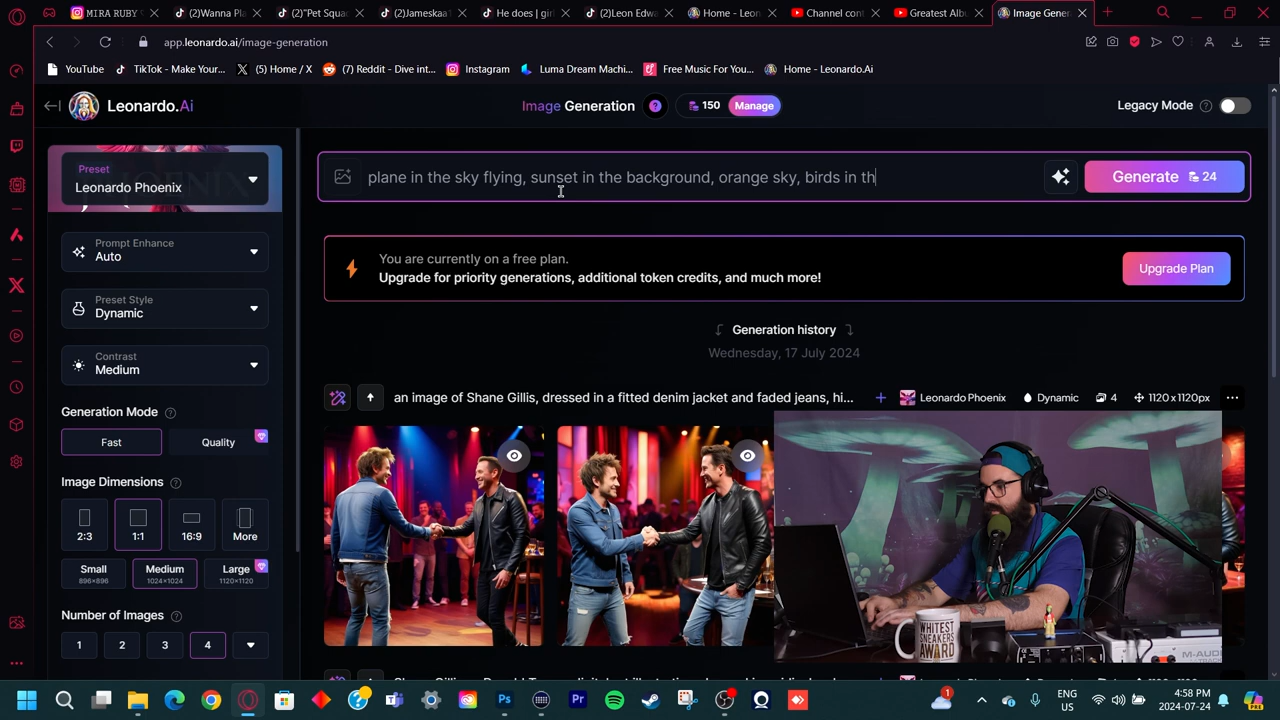 MIRA RUBY
(2)Wanna Pla
(2)"Pet Squa
(2)Jameskaa1
He does | girl
(2)Leon Edwa
Home - Leon
Channel cont
Greatest Albu
Image Gener
app.leonardo.ai/image-generation
YouTube
TikTok - Make Your...
(5) Home / X
(7) Reddit - Dive int...
Instagram
Luma Dream Machi...
Free Music For You...
Home - Leonardo.Ai
Leonardo.Ai
Image Generation
?
150
Manage
Legacy Mode ?
Preset
Leonardo Phoenix
plane in the sky flying, sunset in the background, orange sky, birds in th
Generate 24
Prompt Enhance
Auto
You are currently on a free plan.
Upgrade for priority generations, additional token credits, and much more!
Upgrade Plan
Preset Style
Dynamic
Generation history
Wednesday, 17 July 2024
Contrast
Medium
an image of Shane Gillis, dressed in a fitted denim jacket and faded jeans, hi...
Leonardo Phoenix
Dynamic
4
1120x1120px
Generation Mode ?
Fast
Quality
Image Dimensions ?
2:3
1:1
16:9
More
Small
896×896
Medium
1024×1024
Large
1120×1120
Number of Images ?
1
2
3
4
WHITEST
SNEAKERS
AWARD
M-AUDI
1
ENG
US
4:58 PM
2024-07-24